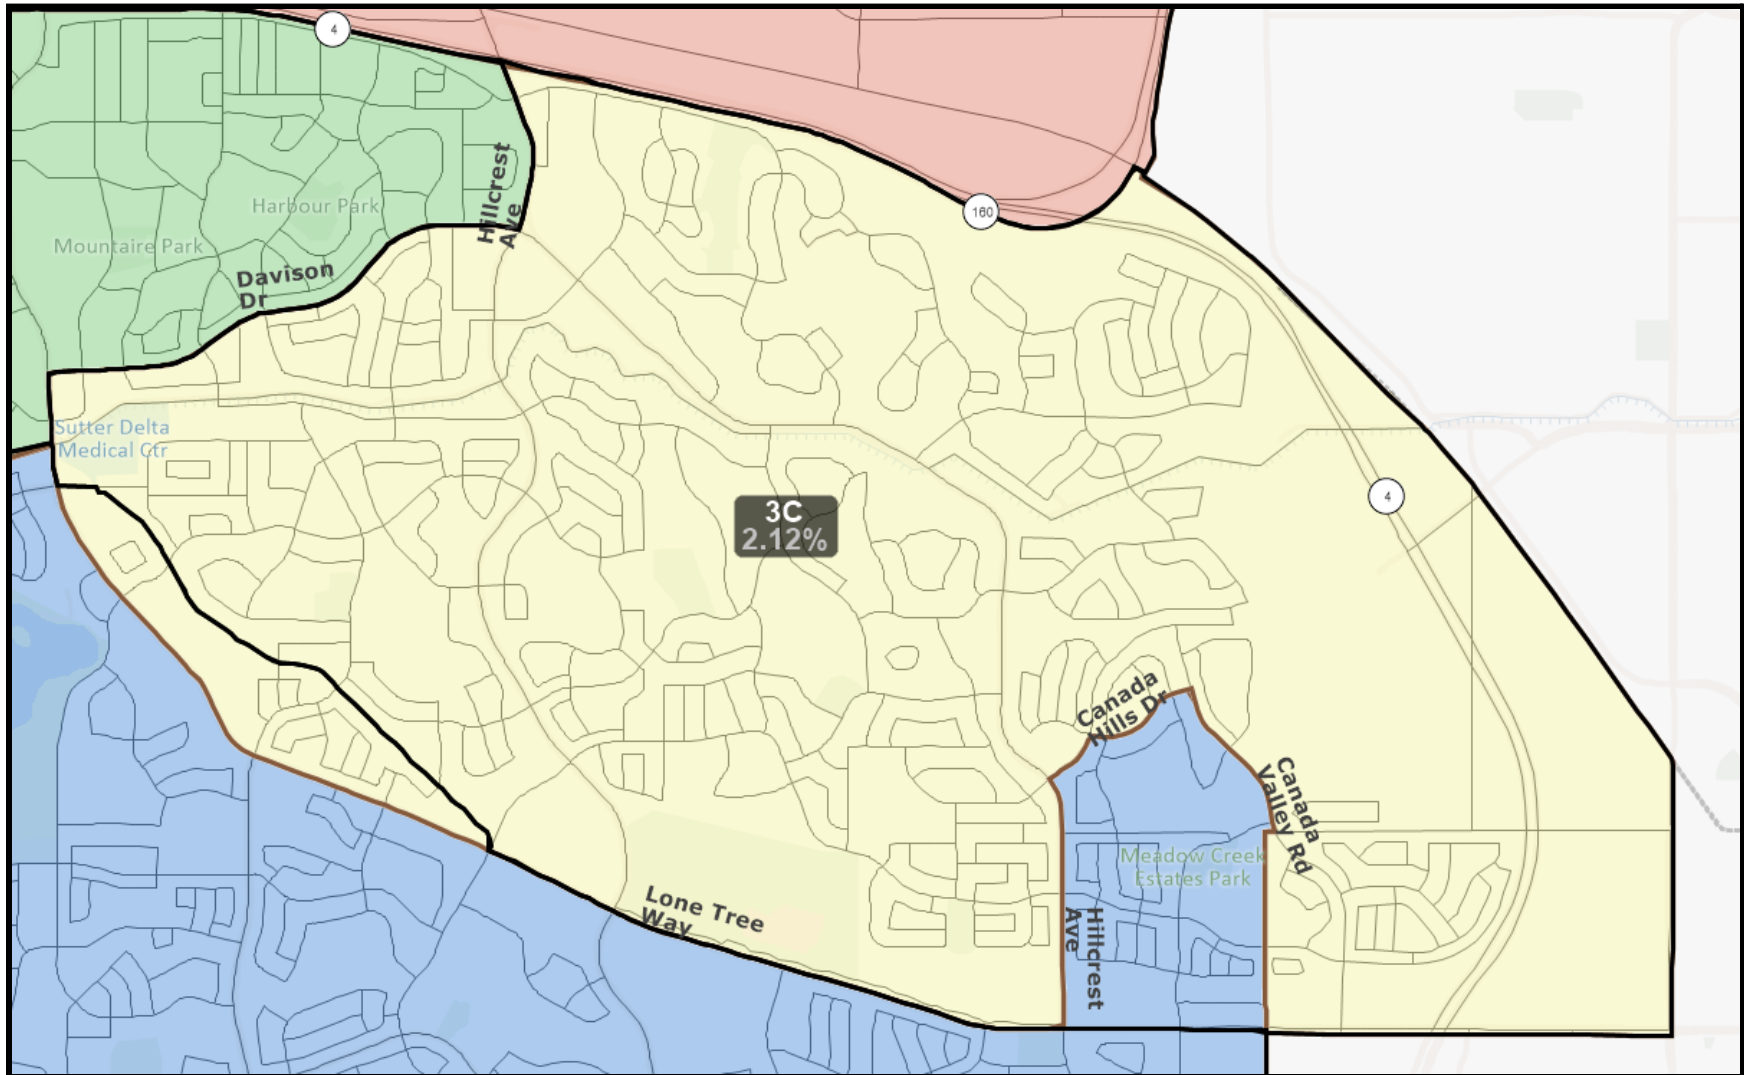 4
Hillcrest
Ave
Harbour Park
160
Mountaire Park
Davison
Dr
Sutter Delta
Medical Ctr
4
3C
2.12%
Canada
Hills Dr
Canada
Valley Rd
Meadow Creek
Estates Park
Lone Tree
Way
Hillcrest
Ave